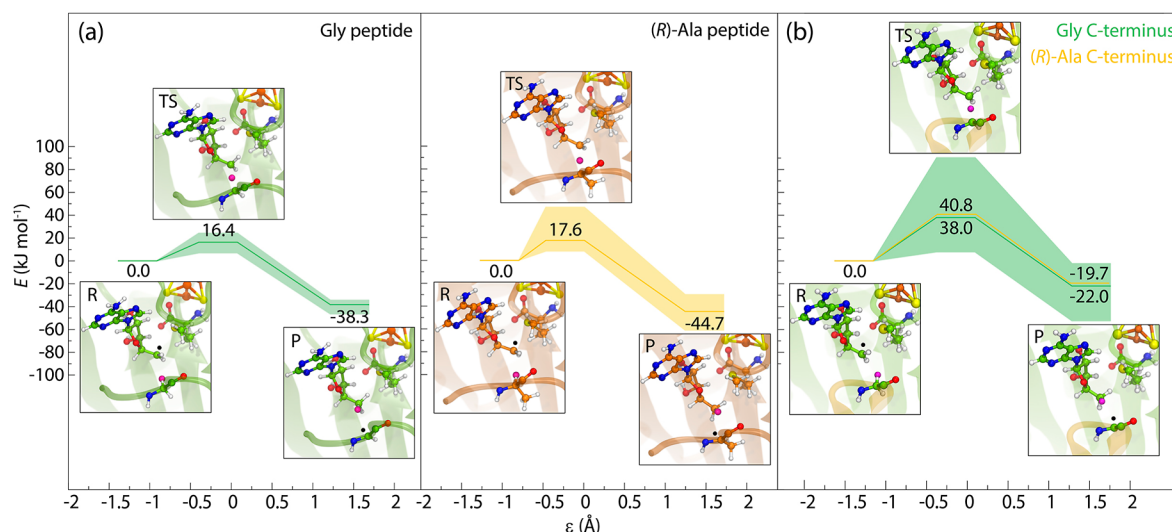 (a)
Gly peptide
(R)-Ala peptide
(b)
Gly C-terminus
(R)-Ala C-terminus
TS
TS
TS
E (kJ mol-1)
100
80
60
40
20
0
-20
-40
-60
-80
-100
16.4
0.0
-38.3
R
P
17.6
0.0
-44.7
R
P
40.8
38.0
0.0
-19.7
-22.0
R
P
-2 -1.5 -1 -0.5 0 0.5 1 1.5 2
-2 -1.5 -1 -0.5 0 0.5 1 1.5 2
-2 -1.5 -1 -0.5 0 0.5 1 1.5 2
ε (Å)